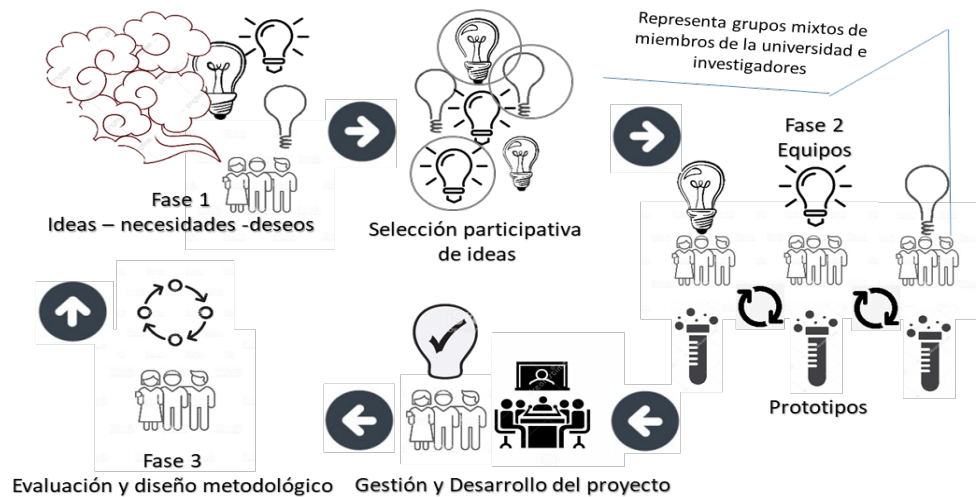 Representa grupos mixtos de
miembros de la universidad e
investigadores
Fase 1
Ideas – necesidades -deseos
Selección participativa
de ideas
Fase 2
Equipos
Prototipos
Fase 3
Evaluación y diseño metodológico
Gestión y Desarrollo del proyecto